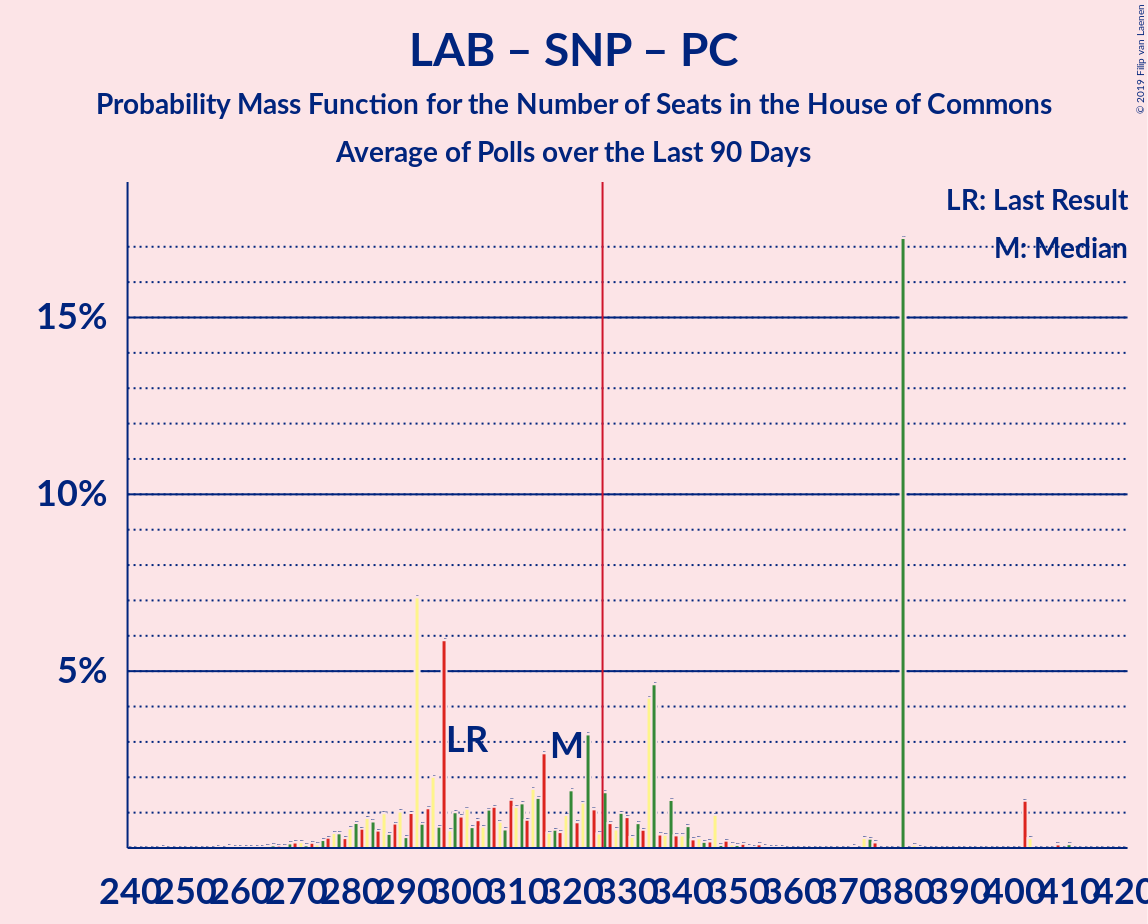 LAB – SNP – PC
Probability Mass Function for the Number of Seats in the House of Commons
Average of Polls over the Last 90 Days
© 2019 Filip van Laenen
LR: Last Result
M: Median
15%
10%
5%
LR
M
240 250 260 270 280 290 300 310 320 330 340 350 360 370 380 390 400 410 420